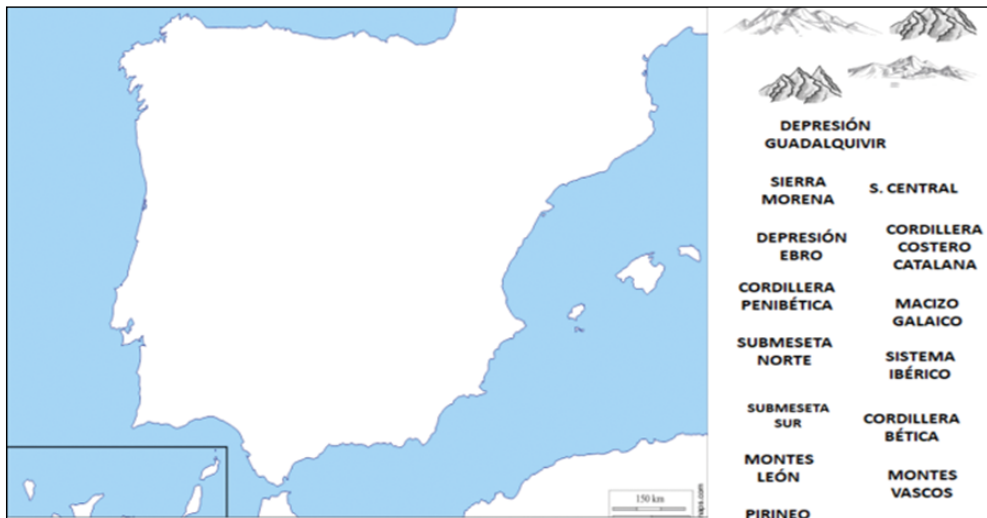 DEPRESIÓN
GUADALQUIVIR
SIERRA
MORENA
S. CENTRAL
DEPRESIÓN
EBRO
CORDILLERA
COSTERO
CATALANA
CORDILLERA
PENIBÉTICA
MACIZO
GALAICO
SUBMESETA
NORTE
SISTEMA
IBÉRICO
SUBMESETA
SUR
CORDILLERA
BÉTICA
MONTES
LEÓN
MONTES
VASCOS
PIRINEO
150 km